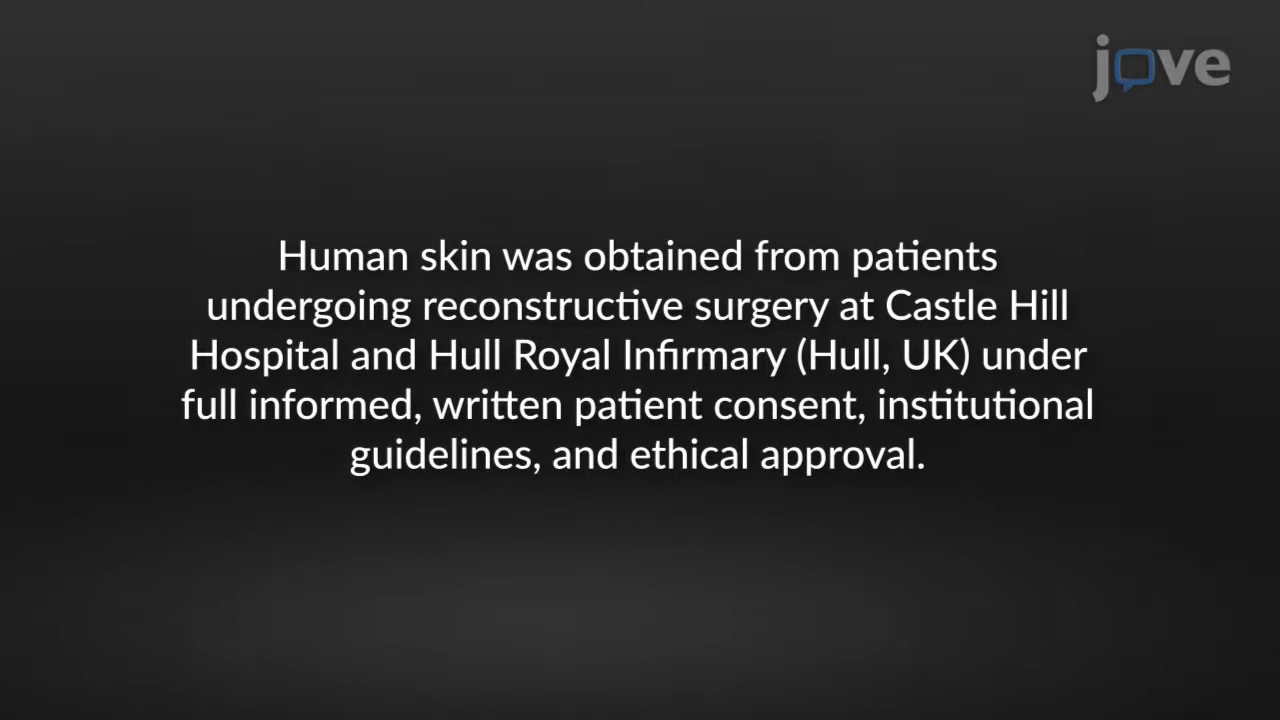 jove
Human skin was obtained from patients
undergoing reconstructive surgery at Castle Hill
Hospital and Hull Royal Infirmary (Hull, UK) under
full informed, written patient consent, institutional
guidelines, and ethical approval.